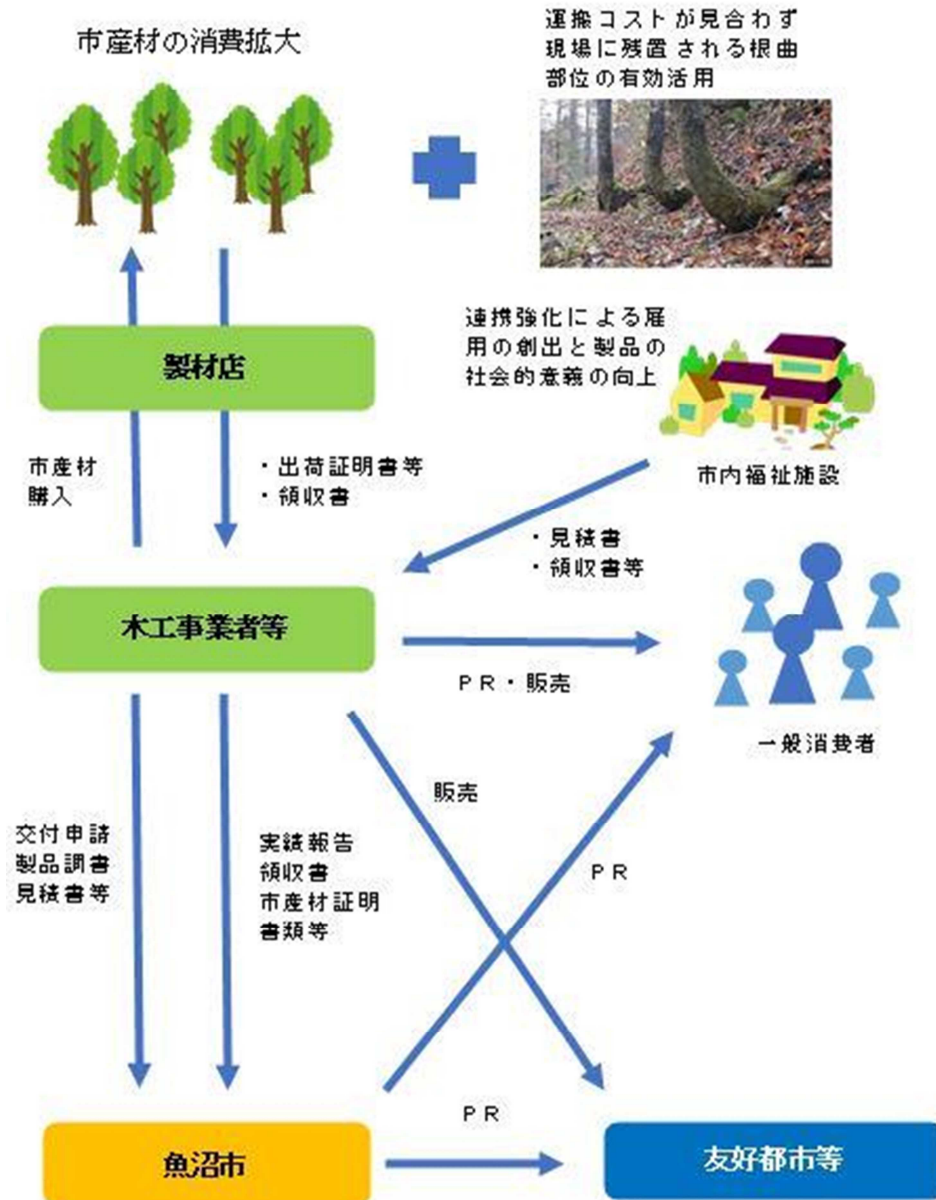 市産材の消費拡大
運搬コストが見合わず
現場に残置される根曲
部位の有効活用
連携強化による雇
用の創出と製品の
社会的意義の向上
製材店
市産材
購入
・出荷証明書等
・領収書
市内福祉施設
・見積書
・領収書等
木工事業者等
PR・販売
一般消費者
販売
交付申請
製品調書
見積書等
実績報告
領収書
市産材証明
書類等
PR
PR
魚沼市
友好都市等